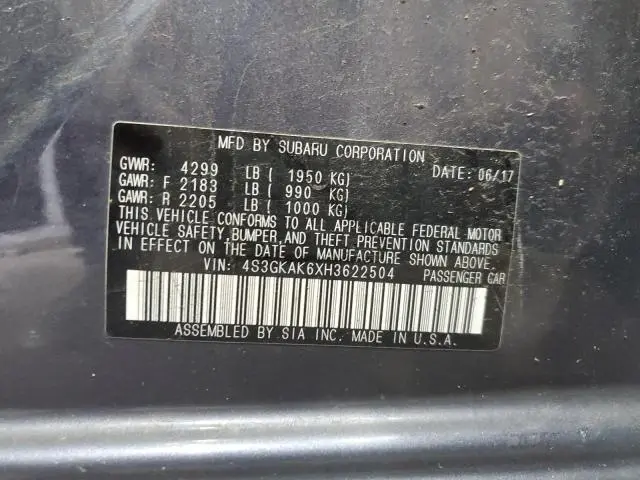 MFD BY SUBARU CORPORATION
GVWR: 4299 LB ( 1950 KG) DATE: 06/17
GAWR: F 2183 LB ( 990 KG)
GAWR: R 2205 LB ( 1000 KG)
THIS VEHICLE CONFORMS TO ALL APPLICABLE FEDERAL MOTOR
VEHICLE SAFETY, BUMPER, AND THEFT PREVENTION STANDARDS
IN EFFECT ON THE DATE OF MANUFACTURE SHOWN ABOVE.
VIN: 4S3GKAK6XH3622504 PASSENGER CAR
ASSEMBLED BY SIA INC. MADE IN U.S.A.